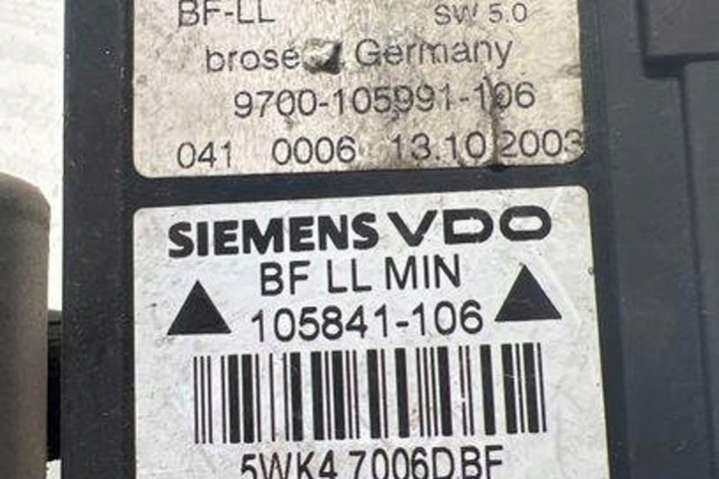 BF-LL SW 5.0
brose Germany
9700-105991-106
041 0006 13.10.2003
SIEMENS VDO
BF LL MIN
105841-106
5WK4 7006DBF